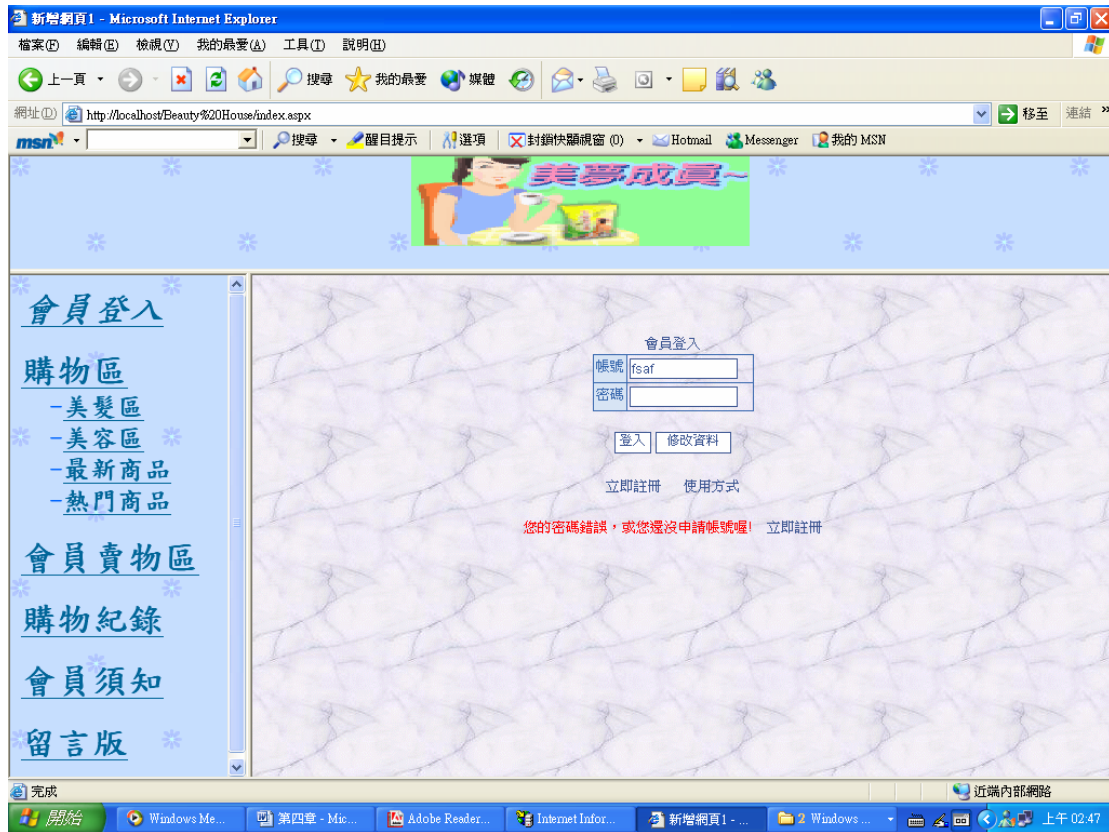 新增網頁1 - Microsoft Internet Explorer
檔案(F) 編輯(E) 檢視(V) 我的最愛(A) 工具(T) 說明(H)
上一頁 搜尋 我的最愛 媒體
網址(D) http://localhost/Beauty%20House/index.aspx 移至 連結 »
msn 搜尋 醒目提示 選項 封鎖快顯視窗 (0) Hotmail Messenger 我的 MSN
美夢成真~
會員登入
購物區
-美髮區
-美容區
-最新商品
-熱門商品
會員賣物區
購物紀錄
會員須知
留言版
會員登入
帳號 fsaf
密碼
登入 修改資料
立即註冊 使用方式
您的密碼錯誤，或您還沒申請帳號喔! 立即註冊
完成 近端內部網路
開始 Windows Me... 第四章 - Mic... Adobe Reader... Internet Infor... 新增網頁1 - ... 2 Windows ... 上午 02:47